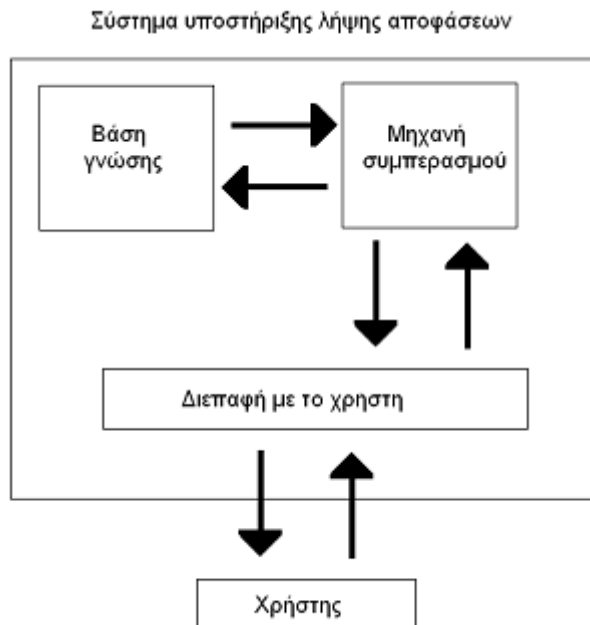 Σύστημα υποστήριξης λήψης αποφάσεων
Βάση
γνώσης
Μηχανή
συμπερασμού
Διεπαφή με το χρηστη
Χρήστης